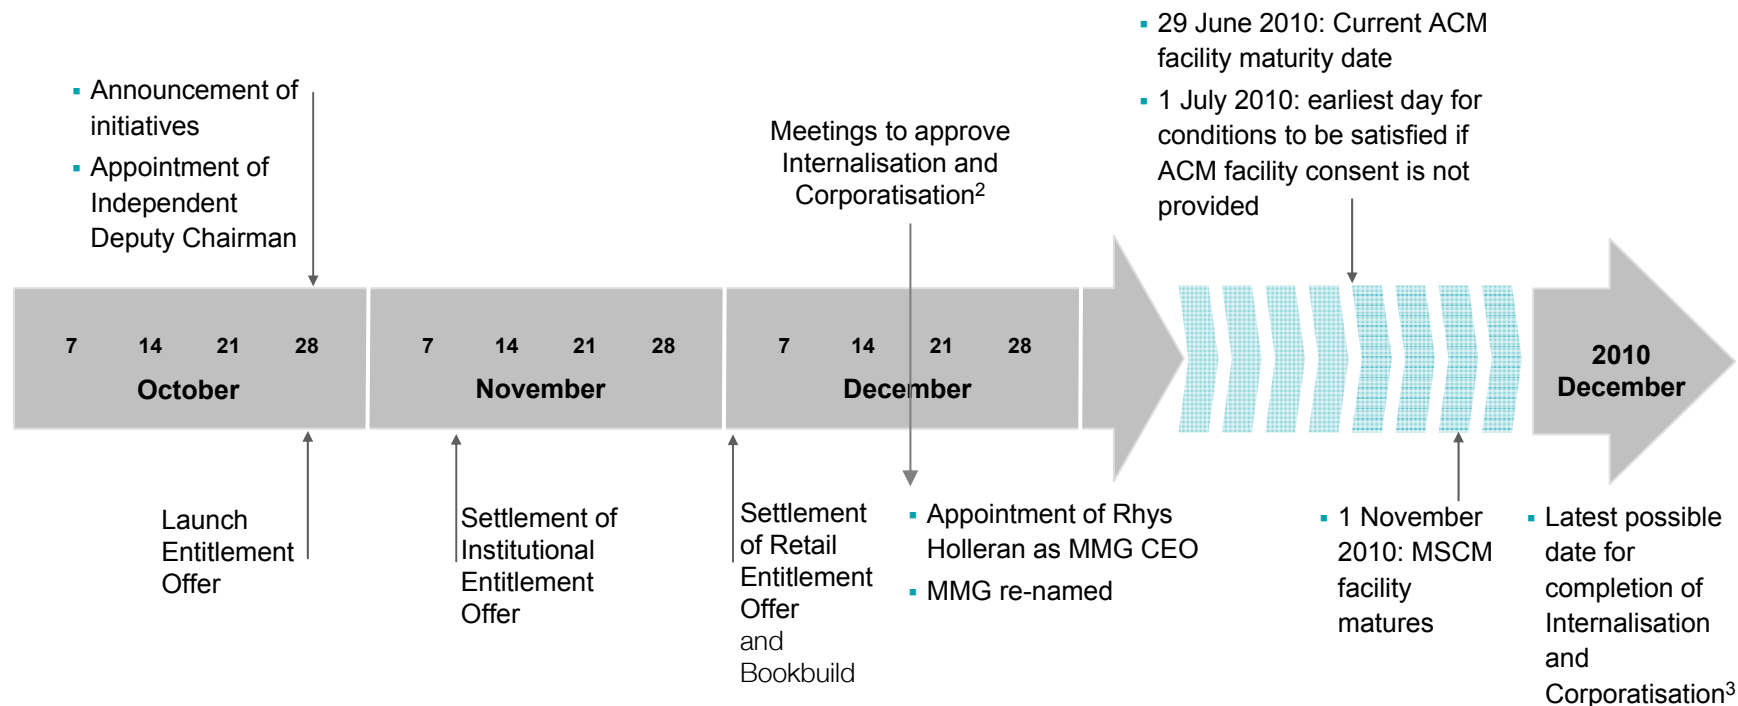 ▪ Announcement of
initiatives
▪ Appointment of
Independent
Deputy Chairman
Meetings to approve
Internalisation and
Corporatisation2
▪ 29 June 2010: Current ACM
facility maturity date
▪ 1 July 2010: earliest day for
conditions to be satisfied if
ACM facility consent is not
provided
7 14 21 28
October
7 14 21 28
November
7 14 21 28
December
2010
December
Launch
Entitlement
Offer
Settlement of
Institutional
Entitlement
Offer
Settlement
of Retail
Entitlement
Offer
and
Bookbuild
▪ Appointment of Rhys
Holleran as MMG CEO
▪ MMG re-named
▪ 1 November
2010: MSCM
facility
matures
▪ Latest possible
date for
completion of
Internalisation
and
Corporatisation3